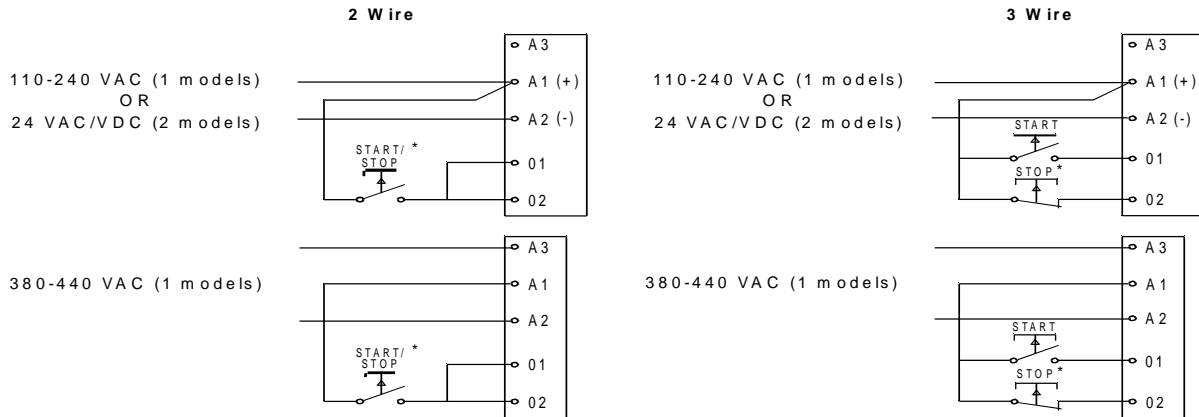 2 Wire
3 Wire
A3
110-240 VAC (1 models)
A1 (+)
OR
24 VAC/VDC (2 models)
A2 (-)
START/ *
STOP
01
02
A3
110-240 VAC (1 models)
A1 (+)
OR
24 VAC/VDC (2 models)
A2 (-)
START
01
STOP *
02
A3
380-440 VAC (1 models)
A1
A2
START/ *
STOP
01
02
A3
380-440 VAC (1 models)
A1
A2
START
01
STOP *
02